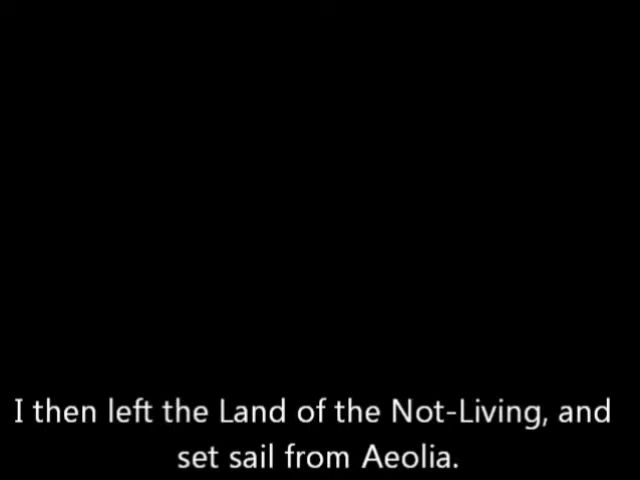 I then left the Land of the Not-Living, and
set sail from Aeolia.